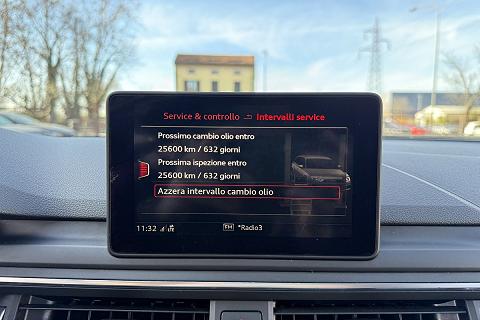 Service & controllo Intervalli service
Prossimo cambio olio entro
25600 km / 632 giorni
Prossima ispezione entro
25600 km / 632 giorni
Azzera intervallo cambio olio
11:32 LTE FM *Radio3